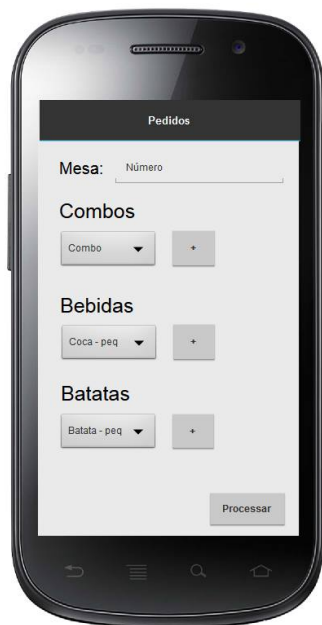 Pedidos
Mesa: Número
Combos
Combo +
Bebidas
Coca - peq +
Batatas
Batata - peq +
Processar